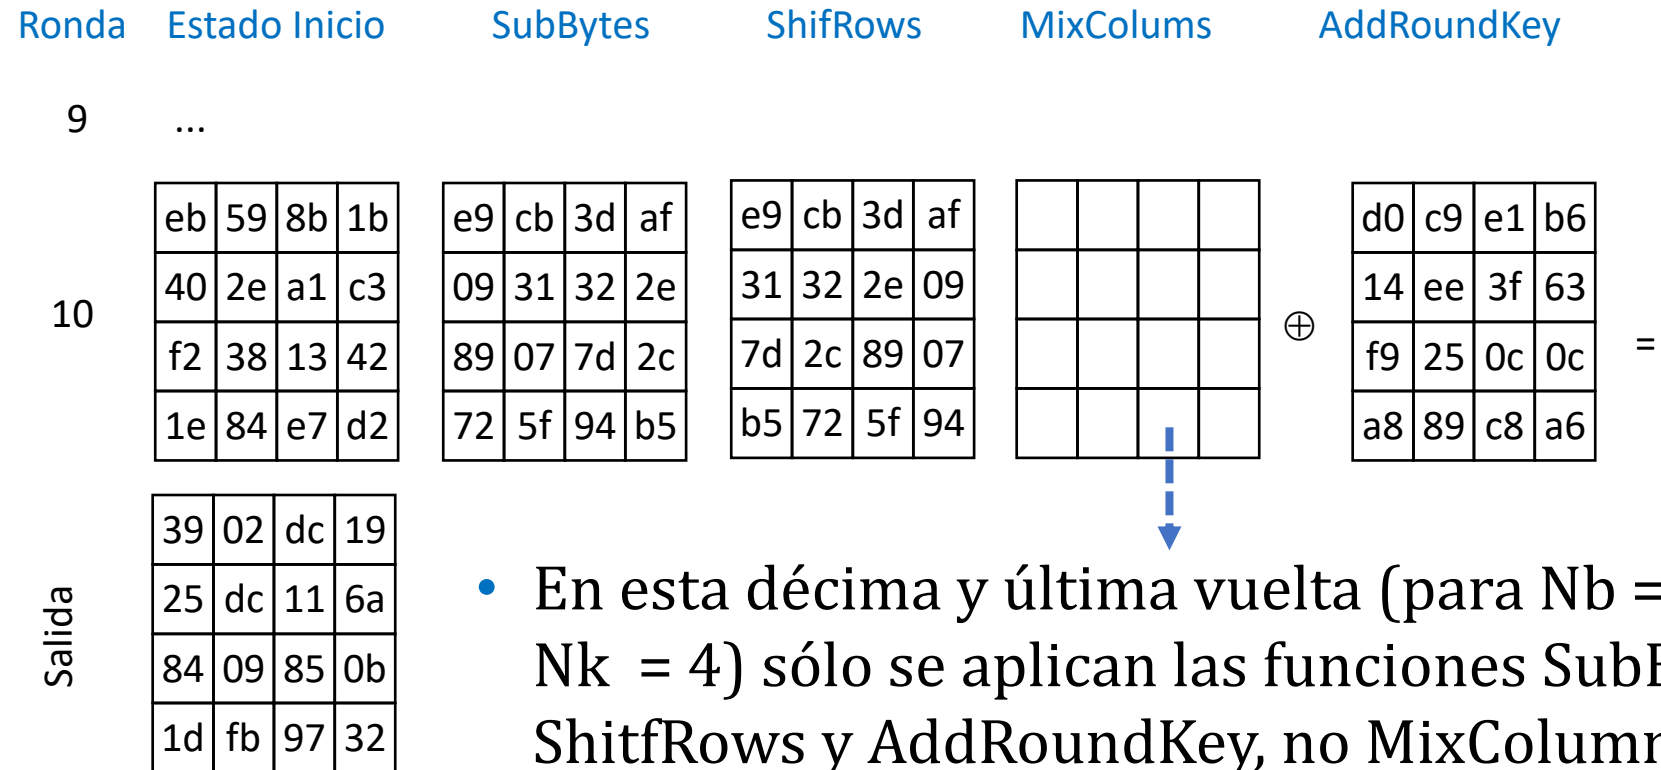 Ronda Estado Inicio SubBytes ShifRows MixColums AddRoundKey
9 ...
eb 59 8b 1b e9 cb 3d af e9 cb 3d af d0 c9 e1 b6
40 2e a1 c3 09 31 32 2e 31 32 2e 09 14 ee 3f 63
10 ⊕
f2 38 13 42 89 07 7d 2c 7d 2c 89 07 f9 25 0c 0c =
1e 84 e7 d2 72 5f 94 b5 b5 72 5f 94 a8 89 c8 a6
39 02 dc 19
25 dc 11 6a
84 09 85 0b
1d fb 97 32
Salida
• En esta décima y última vuelta (para Nb =
Nk = 4) sólo se aplican las funciones Sub
ShitfRows y AddRoundKey, no MixColumn